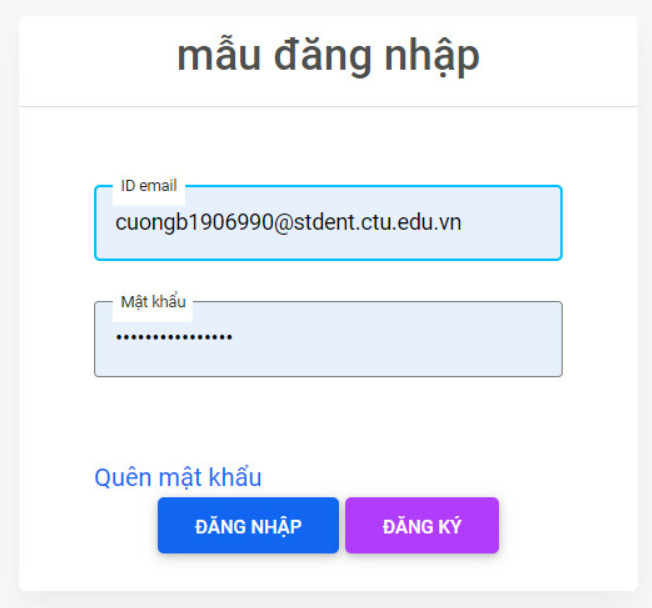 mẫu đăng nhập
ID email
cuongb1906990@stdent.ctu.edu.vn
Mật khẩu
••••••••••••••••
Quên mật khẩu
ĐĂNG NHẬP ĐĂNG KÝ